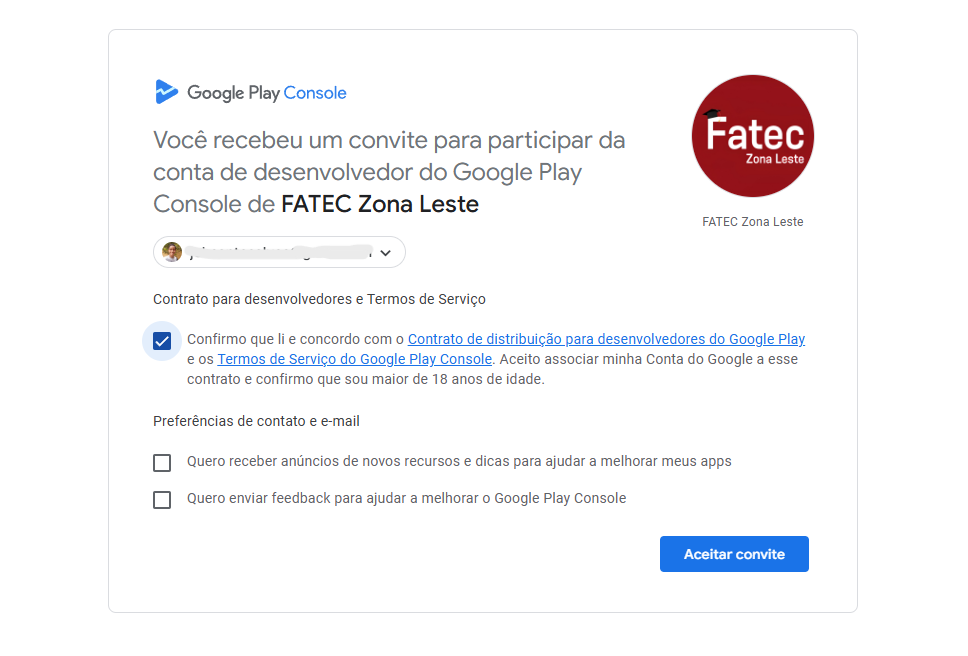 Google Play Console
Você recebeu um convite para participar da
conta de desenvolvedor do Google Play
Console de FATEC Zona Leste
Fatec
Zona Leste
FATEC Zona Leste
Contrato para desenvolvedores e Termos de Serviço
Confirmo que li e concordo com o Contrato de distribuição para desenvolvedores do Google Play
e os Termos de Serviço do Google Play Console. Aceito associar minha Conta do Google a esse
contrato e confirmo que sou maior de 18 anos de idade.
Preferências de contato e e-mail
Quero receber anúncios de novos recursos e dicas para ajudar a melhorar meus apps
Quero enviar feedback para ajudar a melhorar o Google Play Console
Aceitar convite